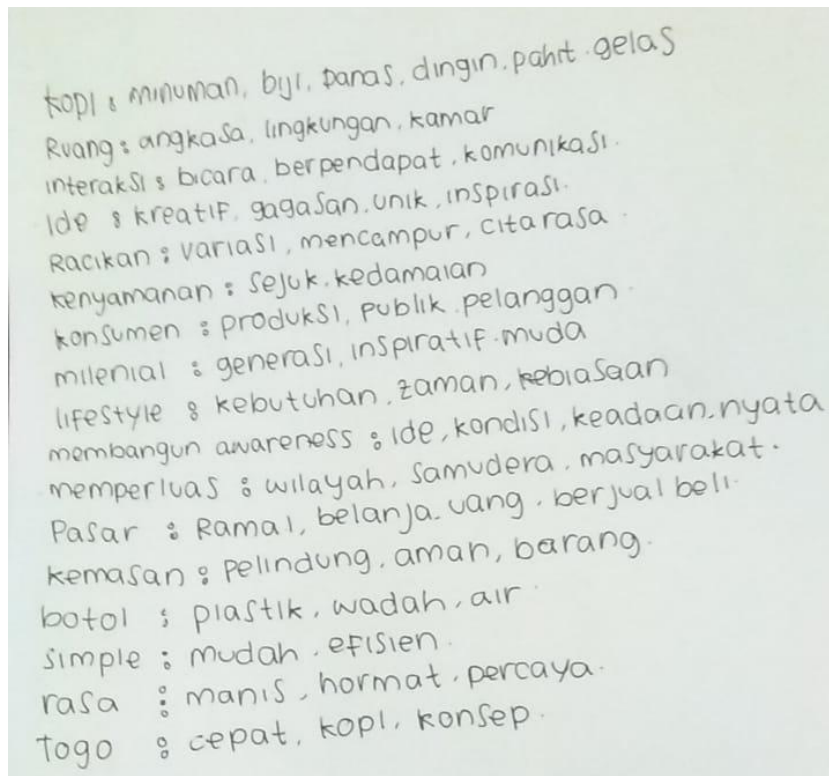 kopi : minuman, biji, panas, dingin, pahit. gelas
Ruang : angkasa, lingkungan, kamar
interaksi : bicara, berpendapat, komunikasi.
Ide : kreatif, gagasan, unik, inspirasi.
Racikan : variasi, mencampur, citarasa.
kenyamanan : sejuk. kedamaian
konsumen : produksi, publik, pelanggan.
milenial : generasi, inspiratif. muda
lifestyle : kebutuhan, zaman, kebiasaan
membangun awareness : ide, kondisi, keadaan. nyata
memperluas : wilayah, samudera, masyarakat.
Pasar : Ramai, belanja. uang, berjual beli.
kemasan : pelindung, aman, barang.
botol : plastik, wadah, air.
simple : mudah, efisien.
rasa : manis, hormat, percaya.
Togo : cepat, kopi, konsep.